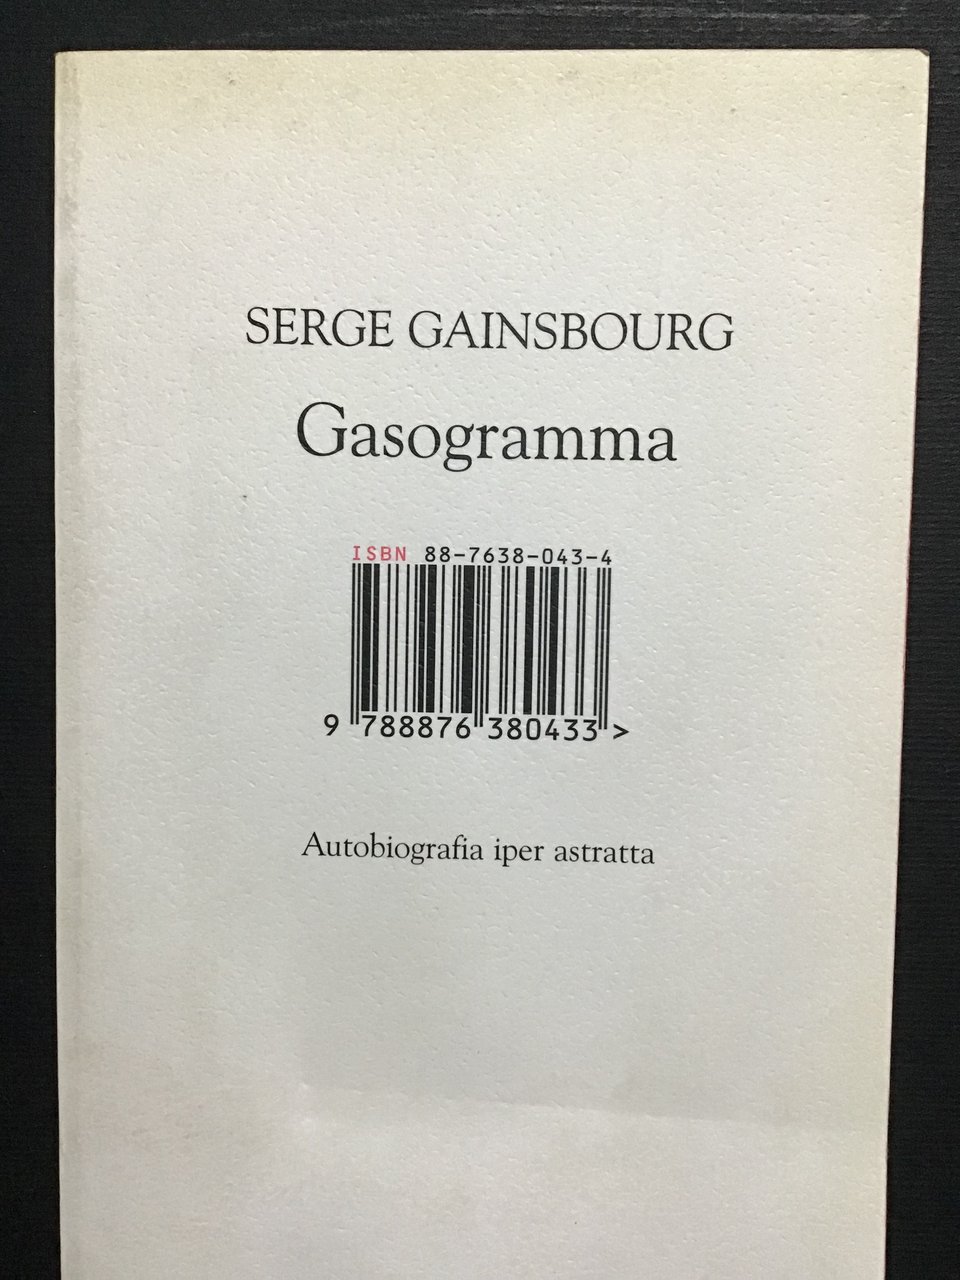 SERGE GAINSBOURG
Gasogramma
ISBN 88-7638-043-4
9 788876 380433 >
Autobiografia iper astratta